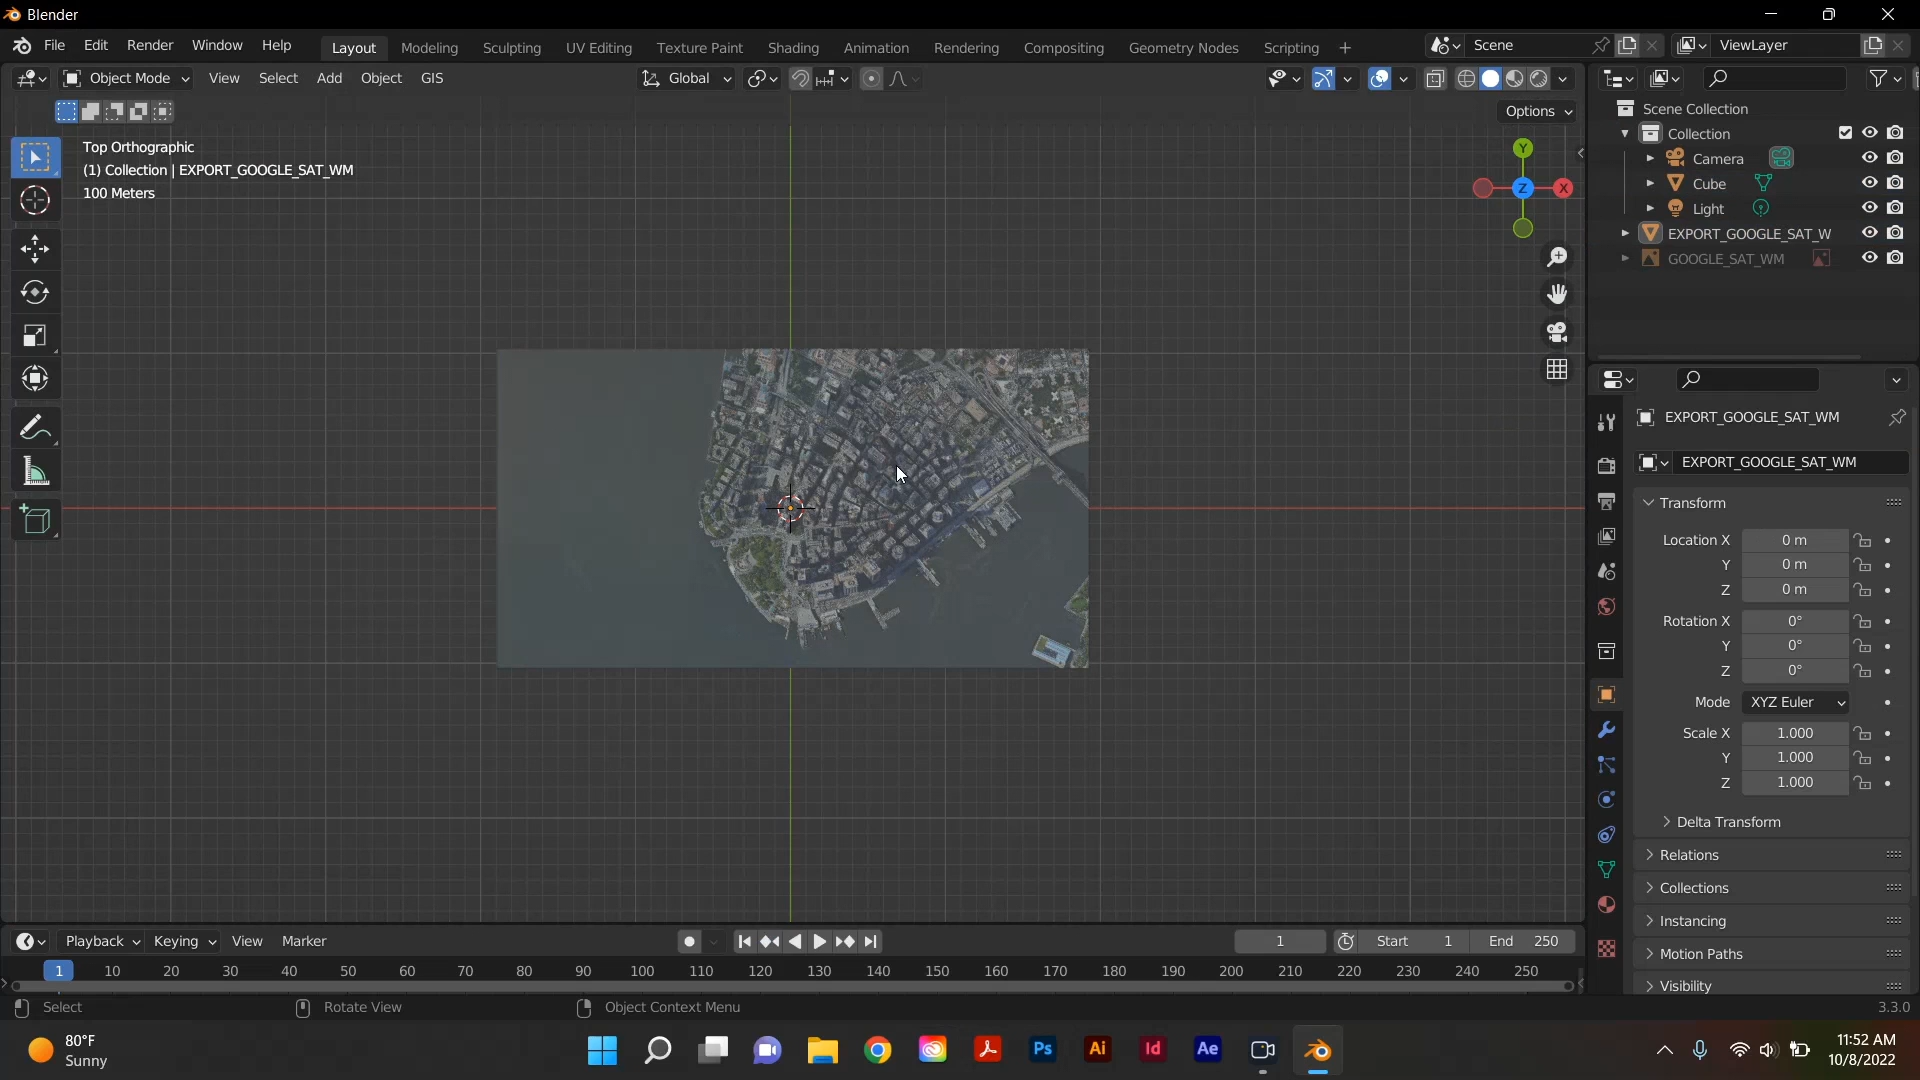 Blender
File Edit Render Window Help Layout Modeling Sculpting UV Editing Texture Paint Shading Animation Rendering Compositing Geometry Nodes Scripting + Scene ViewLayer
Object Mode View Select Add Object GIS Global
Options
Top Orthographic
(1) Collection | EXPORT_GOOGLE_SAT_WM
100 Meters
Y
Z X
Scene Collection
Collection
Camera
Cube
Light
EXPORT_GOOGLE_SAT_W
GOOGLE_SAT_WM
EXPORT_GOOGLE_SAT_WM
EXPORT_GOOGLE_SAT_WM
Transform
Location X 0 m
Y 0 m
Z 0 m
Rotation X 0°
Y 0°
Z 0°
Mode XYZ Euler
Scale X 1.000
Y 1.000
Z 1.000
Delta Transform
Relations
Collections
Instancing
Motion Paths
Visibility
Playback Keying View Marker 1 Start 1 End 250
1 10 20 30 40 50 60 70 80 90 100 110 120 130 140 150 160 170 180 190 200 210 220 230 240 250
Select Rotate View Object Context Menu 3.3.0
80°F
Sunny
Ps Ai Id Ae
11:52 AM
10/8/2022